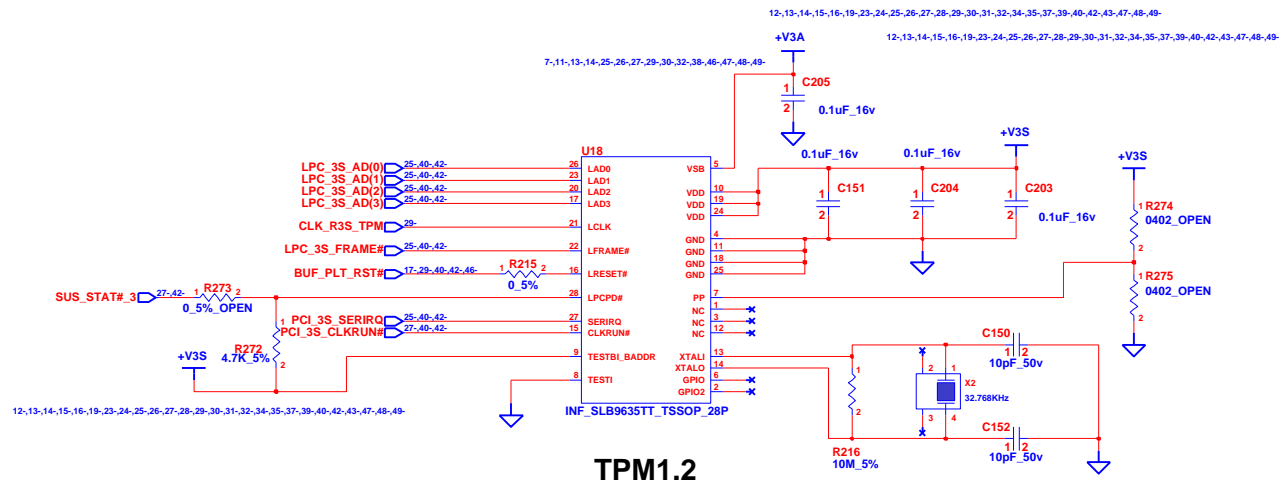 12-,13-,14-,15-,16-,19-,23-,24-,25-,26-,27-,28-,29-,30-,31-,32-,34-,35-,37-,39-,40-,42-,43-,47-,48-,49-
+V3A
12-,13-,14-,15-,16-,19-,23-,24-,25-,26-,27-,28-,29-,30-,31-,32-,34-,35-,37-,39-,40-,42-,43-,47-,48-,49-
7-,11-,13-,14-,25-,26-,27-,29-,30-,32-,38-,46-,47-,48-,49-
C205
1
2
0.1uF_16v
+V3S
+V3S
U18
0.1uF_16v
0.1uF_16v
LPC_3S_AD(0) 25-,40-,42- 26 LAD0 VSB 5
LPC_3S_AD(1) 25-,40-,42- 23 LAD1
LPC_3S_AD(2) 25-,40-,42- 20 LAD2 VDD 10
LPC_3S_AD(3) 25-,40-,42- 17 LAD3 VDD 19
VDD 24
1 C151 2
1 C204 2
1 C203 2
0.1uF_16v
1 R274 2
0402_OPEN
CLK_R3S_TPM 29- 21 LCLK
GND 4
LPC_3S_FRAME# 25-,40-,42- 22 LFRAME# GND 11
GND 18
BUF_PLT_RST# 17-,29-,40-,42-,46- 1 R215 2 16 LRESET# GND 25
0_5%
1 R275 2
0402_OPEN
SUS_STAT#_3 27-,42- 1 R273 2 28 LPCPD# PP 7
0_5%_OPEN
NC 1
PCI_3S_SERIRQ 25-,40-,42- 27 SERIRQ NC 3
PCI_3S_CLKRUN# 27-,40-,42- 15 CLKRUN# NC 12
1 R272 2
4.7K_5%
+V3S
9 TESTBI_BADDR XTALI 13
XTALO 14
8 TESTI GPIO 6
GPIO2 2
C150
1 2
10pF_50v
1
2
2 1
3 4
X2
32.768KHz
12-,13-,14-,15-,16-,19-,23-,24-,25-,26-,27-,28-,29-,30-,31-,32-,34-,35-,37-,39-,40-,42-,43-,47-,48-,49-
INF_SLB9635TT_TSSOP_28P
C152
1 2
10pF_50v
R216
10M_5%
TPM1.2